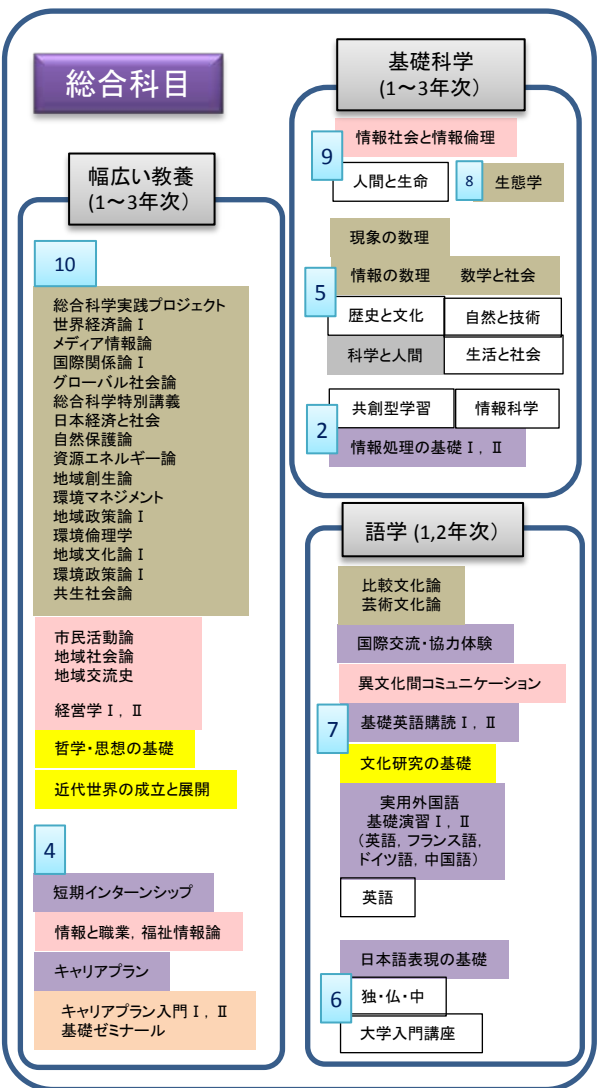 総合科目
幅広い教養
(1～3年次)
10
総合科学実践プロジェクト
世界経済論Ⅰ
メディア情報論
国際関係論Ⅰ
グローバル社会論
総合科学特別講義
日本経済と社会
自然保護論
資源エネルギー論
地域創生論
環境マネジメント
地域政策論Ⅰ
環境倫理学
地域文化論Ⅰ
環境政策論Ⅰ
共生社会論
市民活動論
地域社会論
地域交流史
経営学Ⅰ，Ⅱ
哲学・思想の基礎
近代世界の成立と展開
4
短期インターンシップ
情報と職業，福祉情報論
キャリアプラン
キャリアプラン入門Ⅰ，Ⅱ
基礎ゼミナール
基礎科学
(1～3年次)
情報社会と情報倫理
9
人間と生命
8
生態学
現象の数理
5
情報の数理
数学と社会
歴史と文化
自然と技術
科学と人間
生活と社会
共創型学習
情報科学
2
情報処理の基礎Ⅰ，Ⅱ
語学 (1,2年次）
比較文化論
芸術文化論
国際交流・協力体験
異文化間コミュニケーション
7
基礎英語購読Ⅰ，Ⅱ
文化研究の基礎
実用外国語
基礎演習Ⅰ，Ⅱ
（英語，フランス語，
ドイツ語，中国語）
英語
日本語表現の基礎
6
独・仏・中
大学入門講座